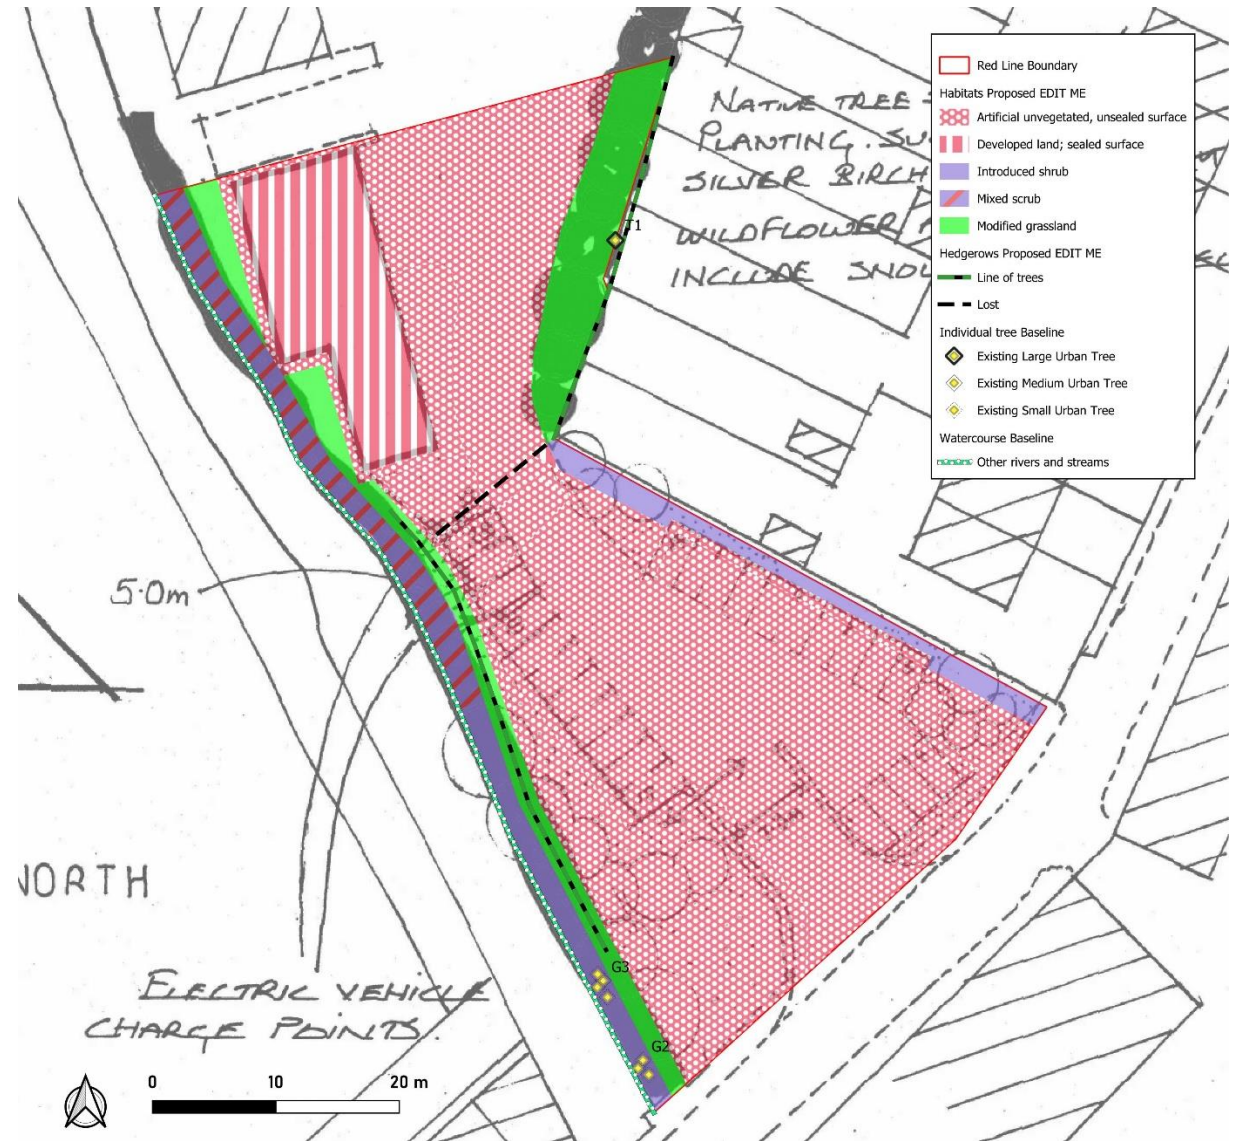 NATIVE TREE
PLANTING. SU
SILVER BIRCH
WILDFLOWER
INCLUDE SNO
T1
5.0m
NORTH
ELECTRIC VEHICLE
CHARGE POINTS.
G3
G2
0 10 20 m
Red Line Boundary
Habitats Proposed EDIT ME
Artificial unvegetated, unsealed surface
Developed land; sealed surface
Introduced shrub
Mixed scrub
Modified grassland
Hedgerows Proposed EDIT ME
Line of trees
Lost
Individual tree Baseline
Existing Large Urban Tree
Existing Medium Urban Tree
Existing Small Urban Tree
Watercourse Baseline
Other rivers and streams